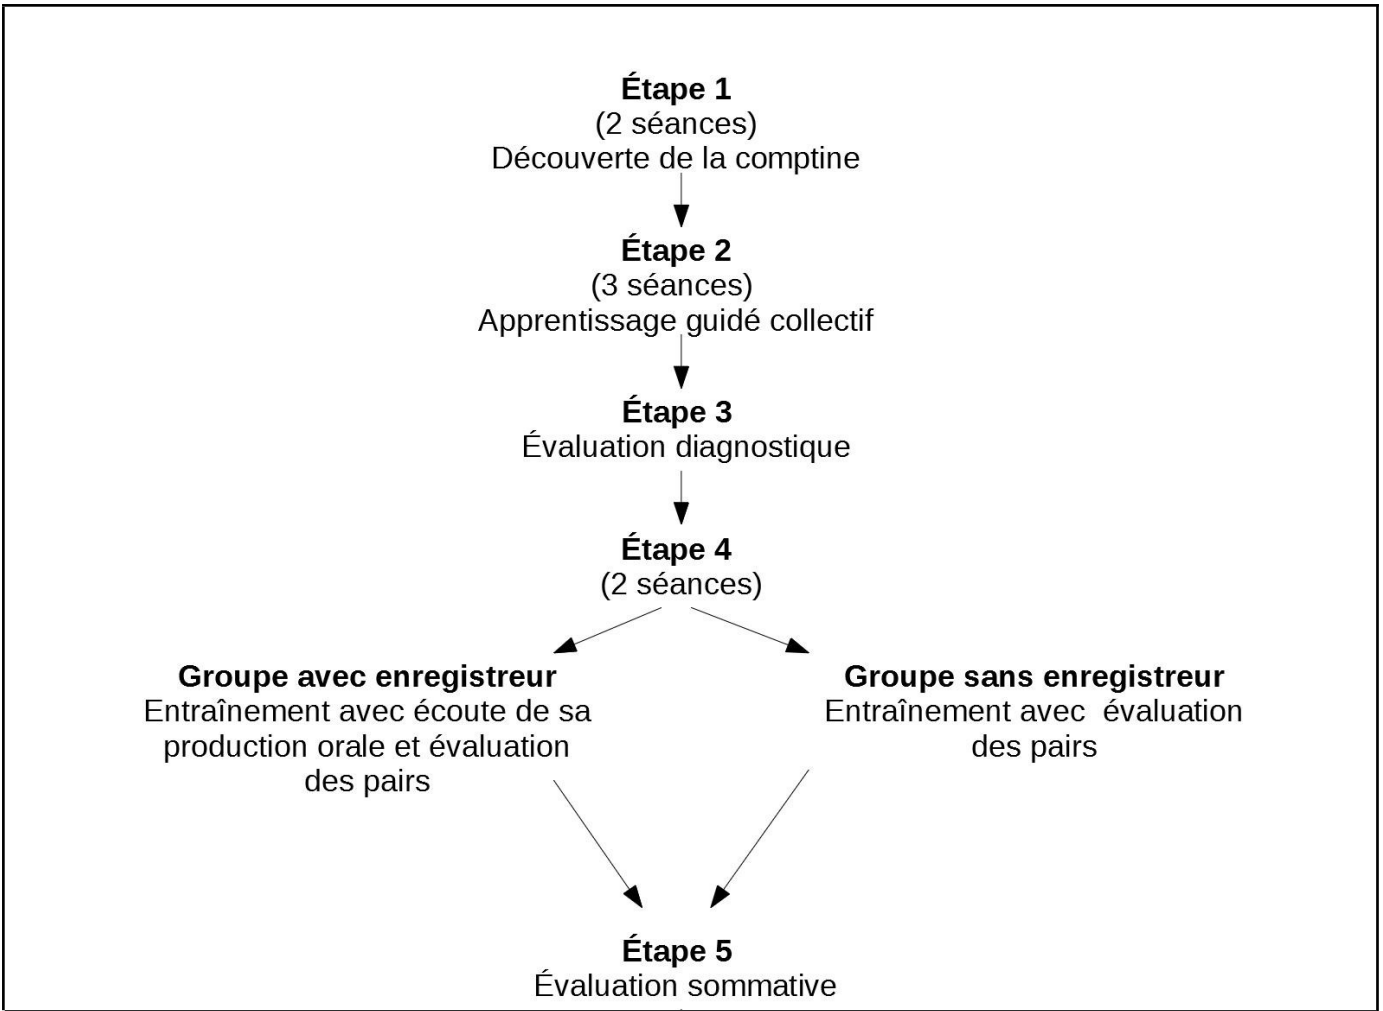 Étape 1
(2 séances)
Découverte de la comptine
Étape 2
(3 séances)
Apprentissage guidé collectif
Étape 3
Évaluation diagnostique
Étape 4
(2 séances)
Groupe avec enregistreur
Entraînement avec écoute de sa
production orale et évaluation
des pairs
Groupe sans enregistreur
Entraînement avec  évaluation
des pairs
Étape 5
Évaluation sommative